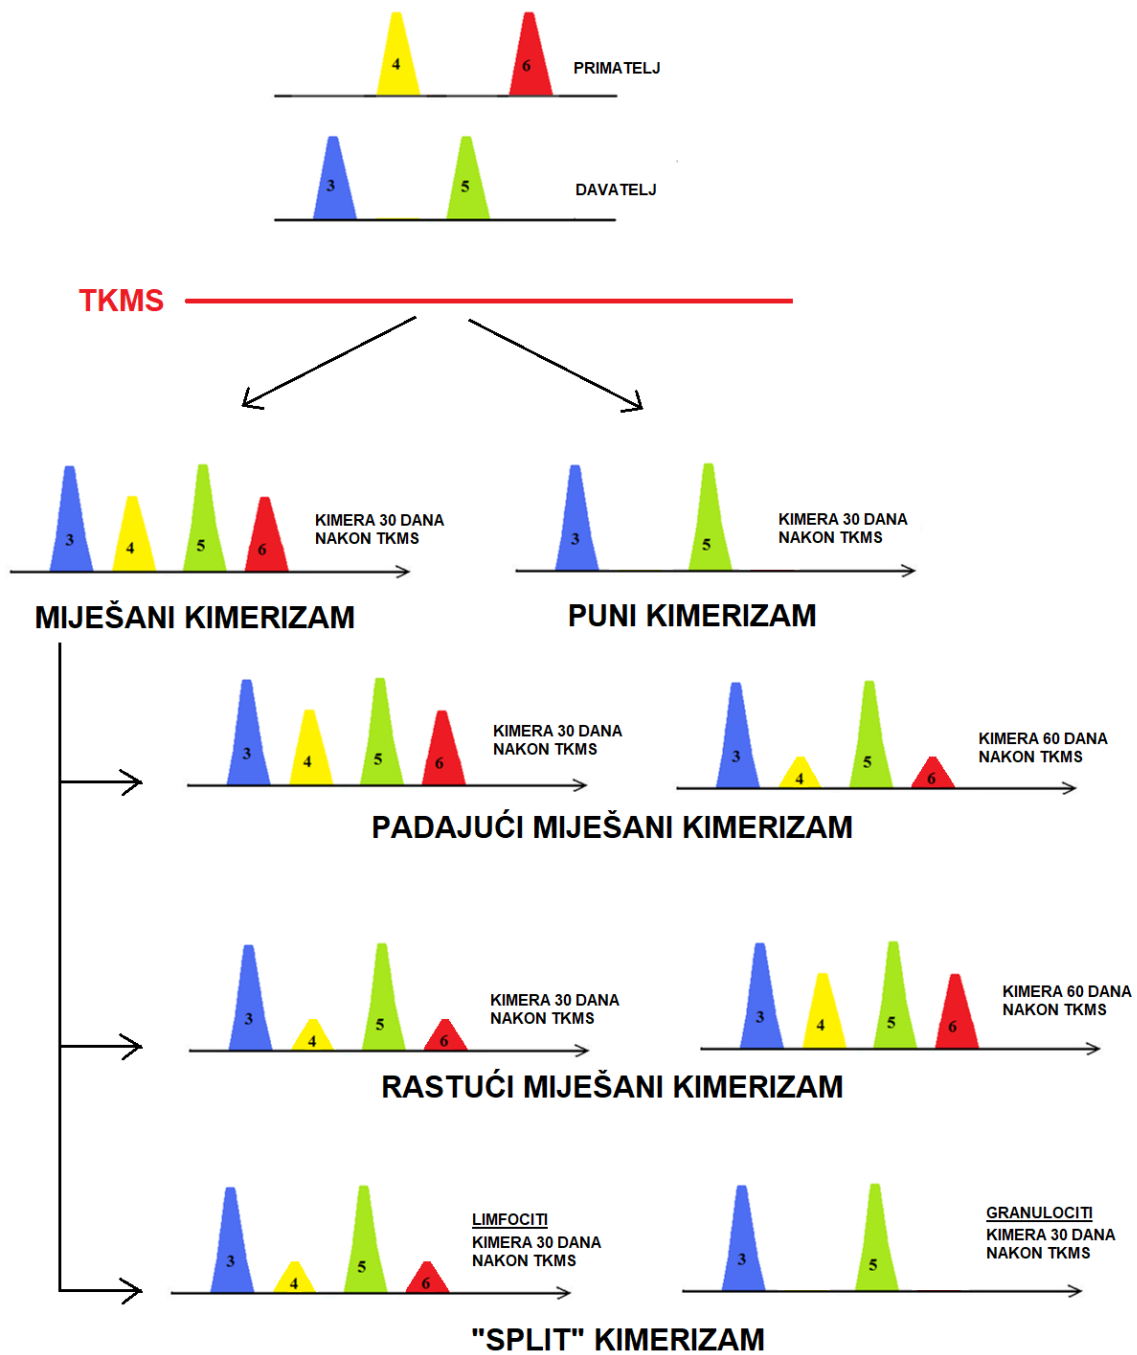 4
6
PRIMATELJ
3
5
DAVATELJ
TKMS
3
4
5
6
KIMERA 30 DANA
NAKON TKMS
3
5
KIMERA 30 DANA
NAKON TKMS
MIJEŠANI KIMERIZAM
PUNI KIMERIZAM
3
4
5
6
KIMERA 30 DANA
NAKON TKMS
3
4
5
6
KIMERA 60 DANA
NAKON TKMS
PADAJUĆI MIJEŠANI KIMERIZAM
3
4
5
6
KIMERA 30 DANA
NAKON TKMS
3
4
5
6
KIMERA 60 DANA
NAKON TKMS
RASTUĆI MIJEŠANI KIMERIZAM
3
4
5
6
LIMFOCITI
KIMERA 30 DANA
NAKON TKMS
3
5
GRANULOCITI
KIMERA 30 DANA
NAKON TKMS
"SPLIT" KIMERIZAM